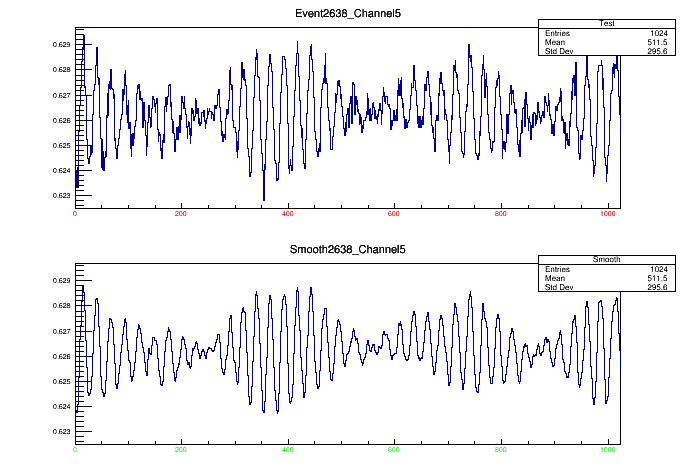 Event2638_Channel5
Test
Entries 1024
Mean 511.5
Std Dev 295.6
0.629
0.628
0.627
0.626
0.625
0.624
0.623
0 200 400 600 800 1000
Smooth2638_Channel5
Smooth
Entries 1024
Mean 511.5
Std Dev 295.6
0.629
0.628
0.627
0.626
0.625
0.624
0.623
0 200 400 600 800 1000